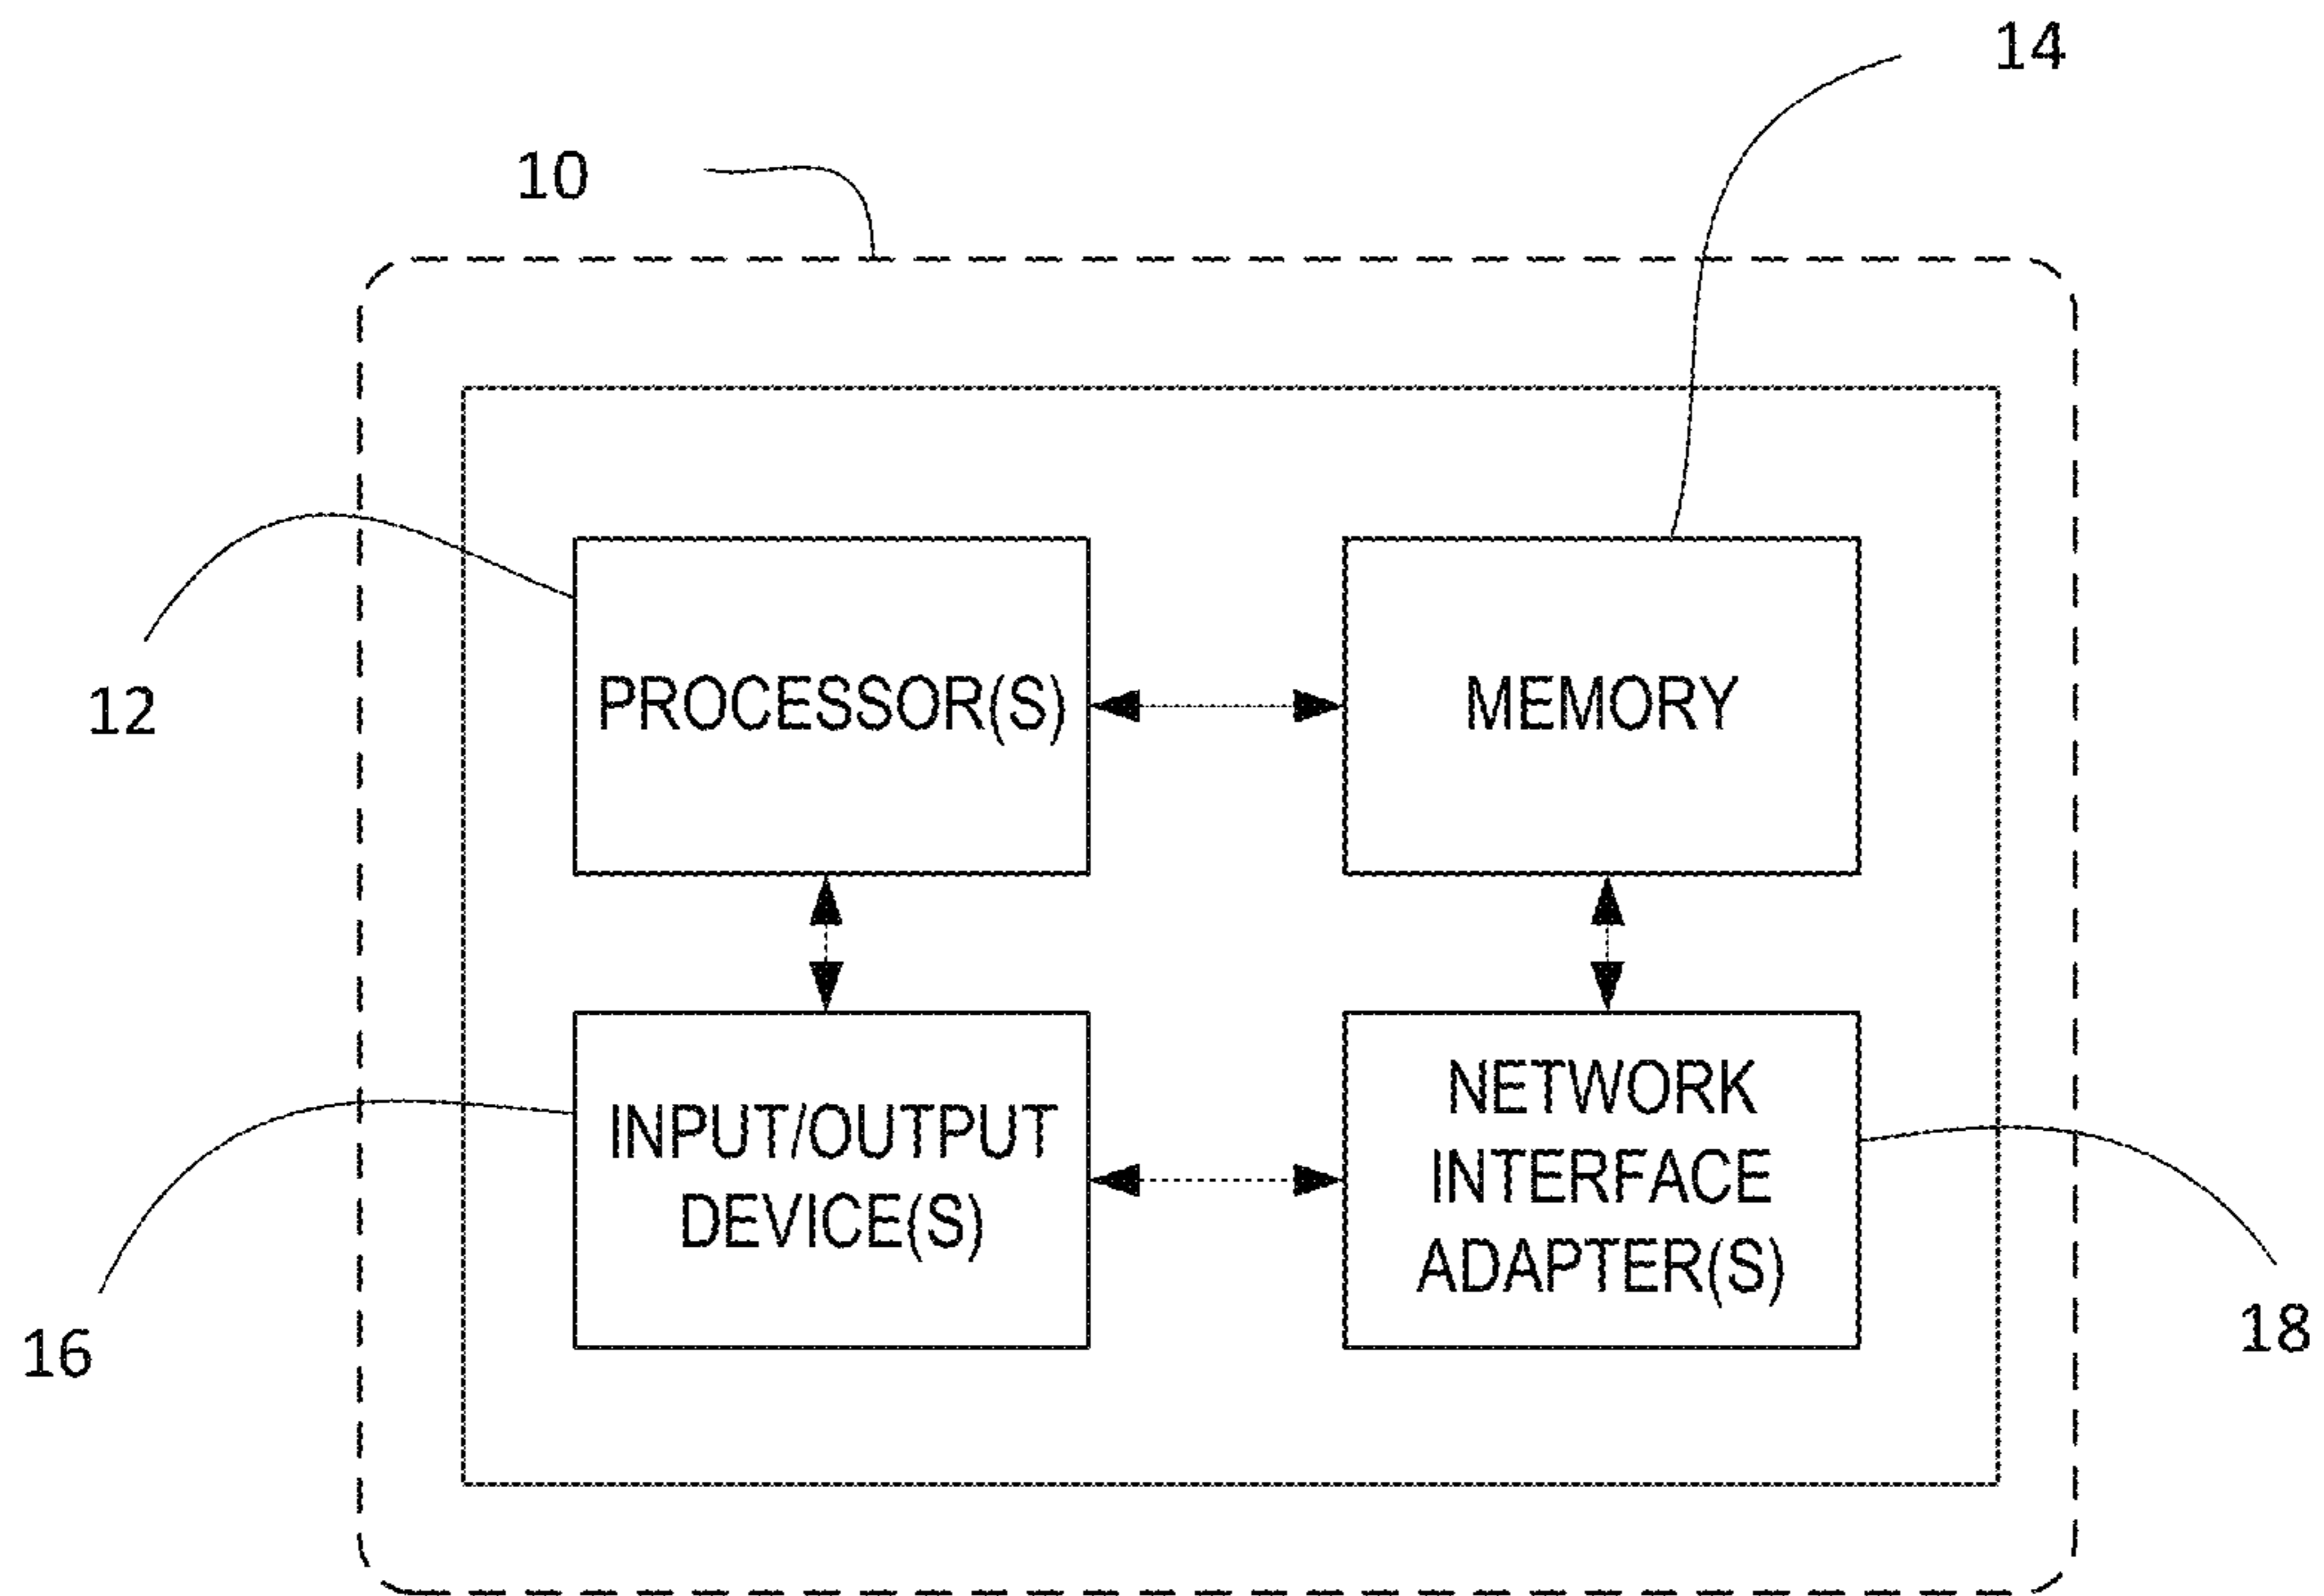 14
10
PROCESSOR(S)
MEMORY
12
INPUT/OUTPUT
DEVICE(S)
NETWORK
INTERFACE
ADAPTER(S)
16
18